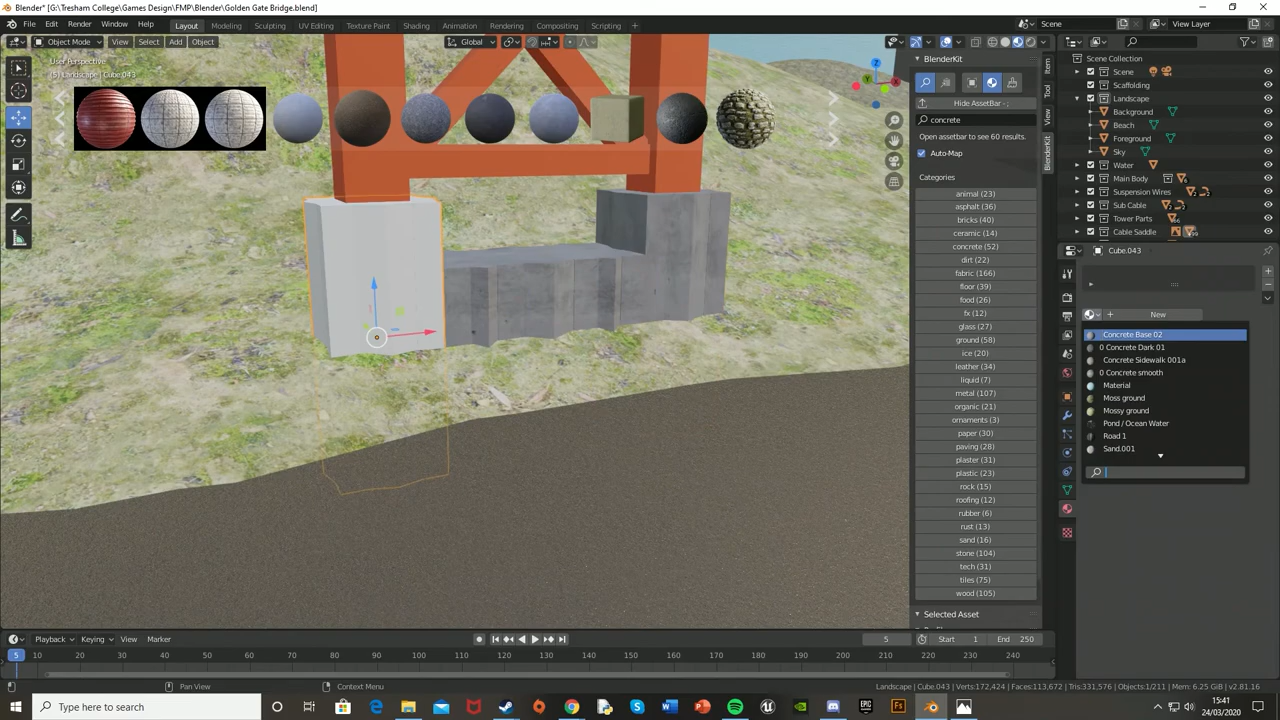 Blender* [G:\Tresham College\Games Design\FMP\Blender\Golden Gate Bridge.blend]
File Edit Render Window Help Layout Modeling Sculpting UV Editing Texture Paint Shading Animation Rendering Compositing Scripting + Scene View Layer
Object Mode View Select Add Object Global
User Perspective
(5) Landscape | Cube.043
BlenderKit
Hide AssetBar - ;
concrete
Open assetbar to see 60 results.
Auto-Map
Categories
animal (23)
asphalt (36)
bricks (40)
ceramic (14)
concrete (52)
dirt (22)
fabric (166)
floor (39)
food (26)
fx (12)
glass (27)
ground (58)
ice (20)
leather (34)
liquid (7)
metal (107)
organic (21)
ornaments (3)
paper (30)
paving (28)
plaster (31)
plastic (23)
rock (15)
roofing (12)
rubber (6)
rust (13)
sand (16)
stone (104)
tech (31)
tiles (75)
wood (105)
Selected Asset
Item
Tool
View
BlenderKit
Scene Collection
Scene
Scaffolding
Landscape
Background
Beach
Foreground
Sky
Water
Main Body
Suspension Wires
Sub Cable
Tower Parts
Cable Saddle
Cube.043
New
Concrete Base 02
0 Concrete Dark 01
Concrete Sidewalk 001a
0 Concrete smooth
Material
Moss ground
Mossy ground
Pond / Ocean Water
Road 1
Sand.001
Playback Keying View Marker 5 Start 1 End 250
5 10 20 30 40 50 60 70 80 90 100 110 120 130 140 150 160 170 180 190 200 210 220 230 240
Pan View Context Menu Landscape | Cube.043 | Verts:172,424 | Faces:113,672 | Tris:331,576 | Objects:1/211 | Mem: 6.25 GiB | v2.81.16
Type here to search
15:41
24/03/2020